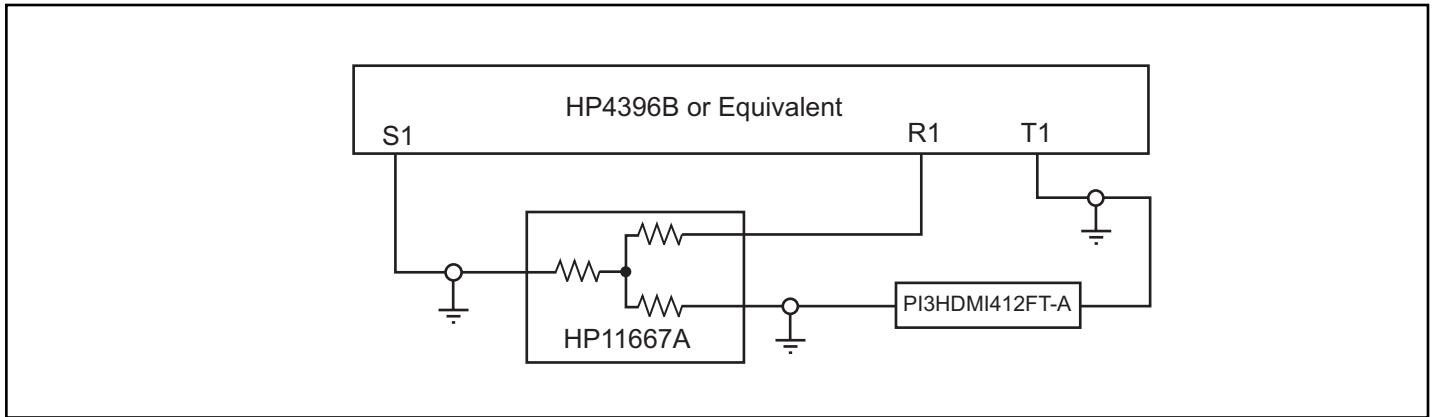 HP4396B or Equivalent
S1
R1
T1
PI3HDMI412FT-A
HP11667A